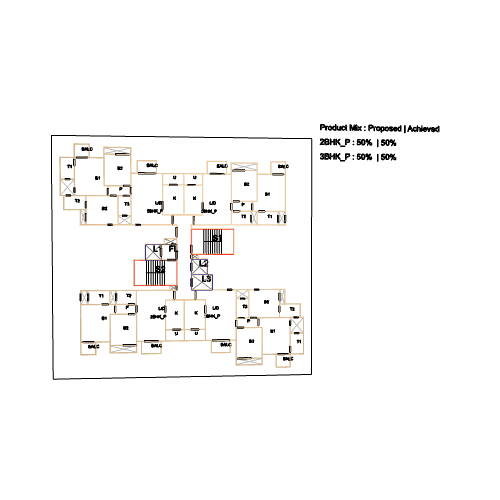 Product Mix : Proposed | Achieved
2BHK_P : 50% | 50%
3BHK_P : 50% | 50%
BALC
BALC
BALC
BALC
T1
B2
B1
U
U
B2
B1
P
K
K
T2
T3
L/D
L/D
P
B2
3BHK_P
2BHK_P
T2
T1
S1
L1
FL
L2
S2
L3
T1
T2
T3
B2
P
L/D
K
K
L/D
T2
B1
2BHK_P
3BHK_P
P
B2
U
U
B3
B1
T1
BALC
BALC
BALC
BALC